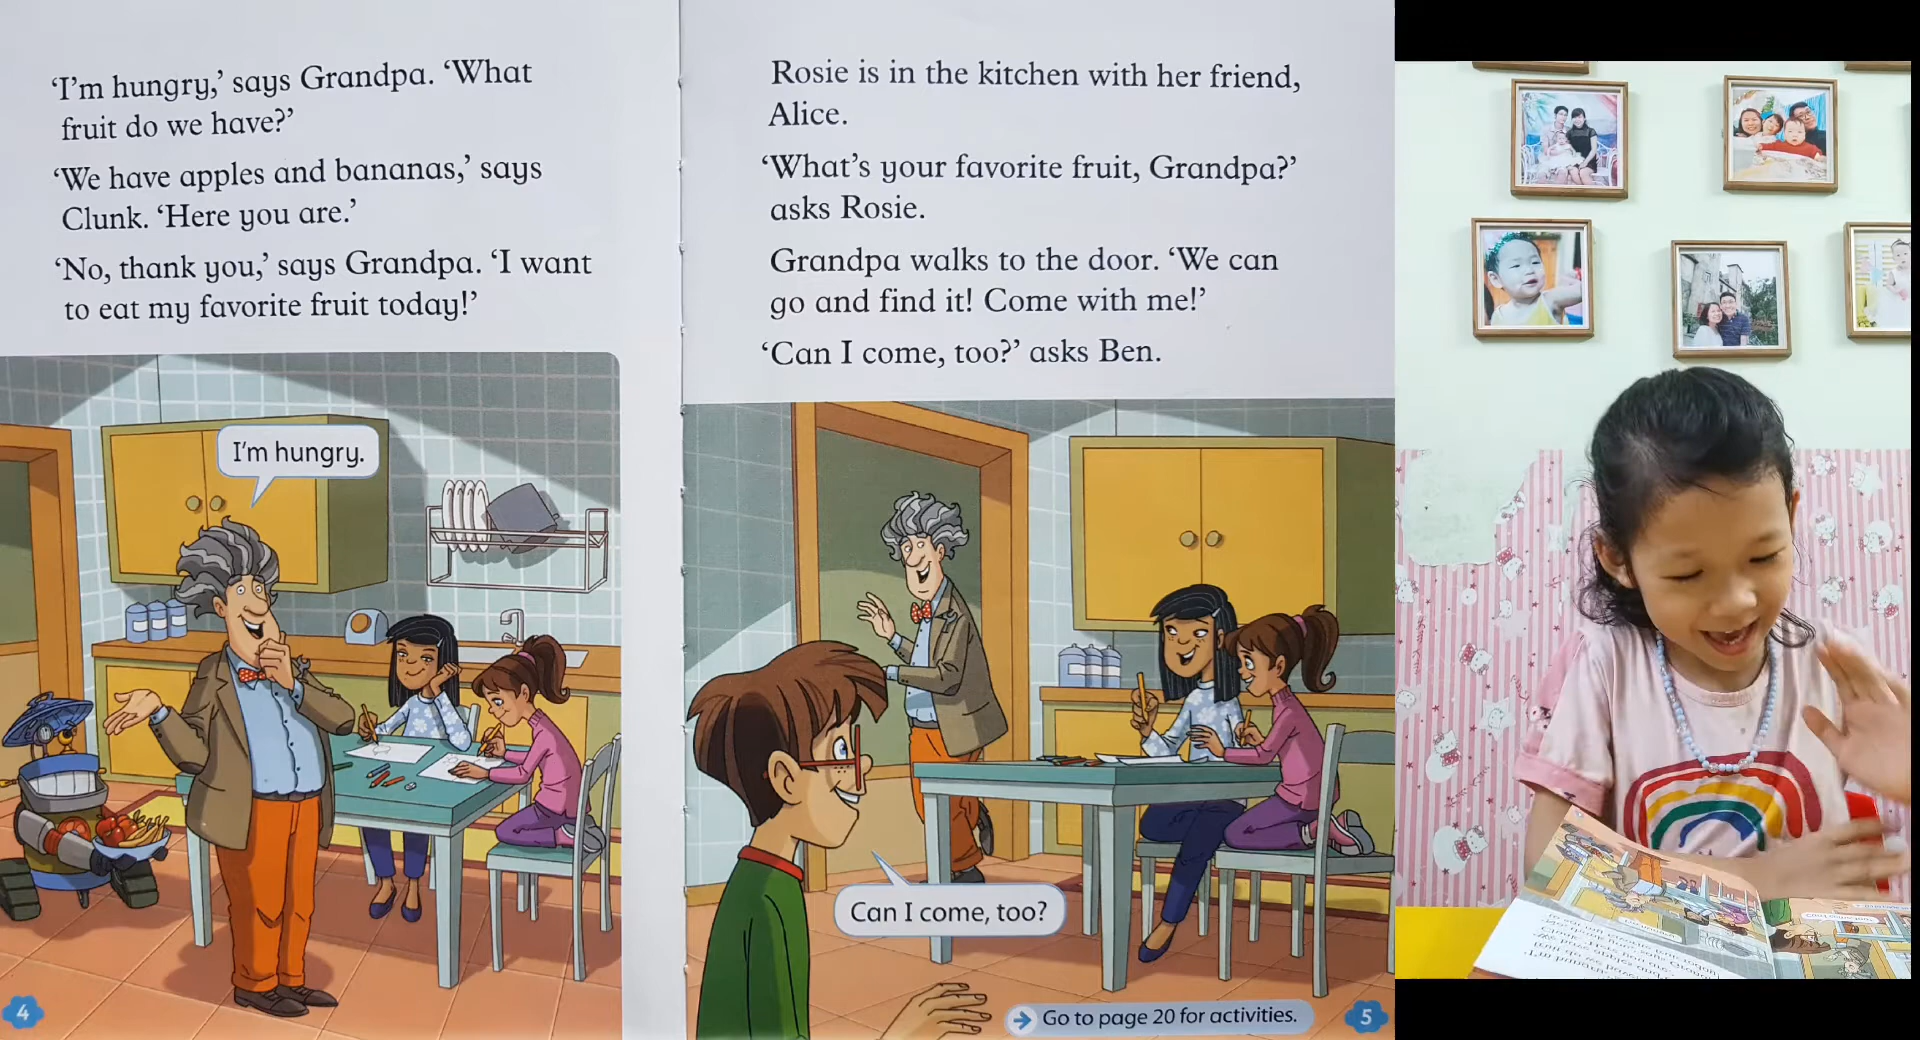 ‘I’m hungry,’ says Grandpa. ‘What
fruit do we have?’
‘We have apples and bananas,’ says
Clunk. ‘Here you are.’
‘No, thank you,’ says Grandpa. ‘I want
to eat my favorite fruit today!’
I’m hungry.
4
Rosie is in the kitchen with her friend,
Alice.
‘What’s your favorite fruit, Grandpa?’
asks Rosie.
Grandpa walks to the door. ‘We can
go and find it! Come with me!’
‘Can I come, too?’ asks Ben.
Can I come, too?
Go to page 20 for activities.
5